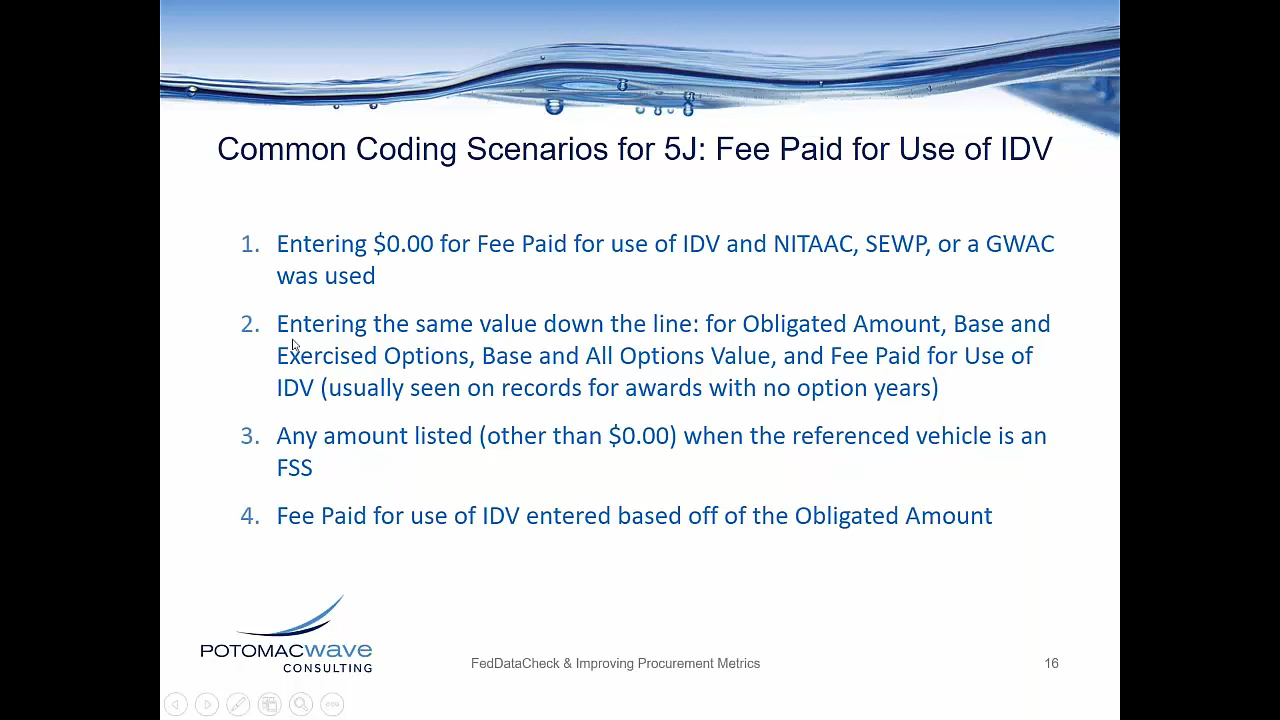 Common Coding Scenarios for 5J: Fee Paid for Use of IDV
1. Entering $0.00 for Fee Paid for use of IDV and NITAAC, SEWP, or a GWAC
was used
2. Entering the same value down the line: for Obligated Amount, Base and
Exercised Options, Base and All Options Value, and Fee Paid for Use of
IDV (usually seen on records for awards with no option years)
3. Any amount listed (other than $0.00) when the referenced vehicle is an
FSS
4. Fee Paid for use of IDV entered based off of the Obligated Amount
POTOMACWAVE
CONSULTING
FedDataCheck & Improving Procurement Metrics
16